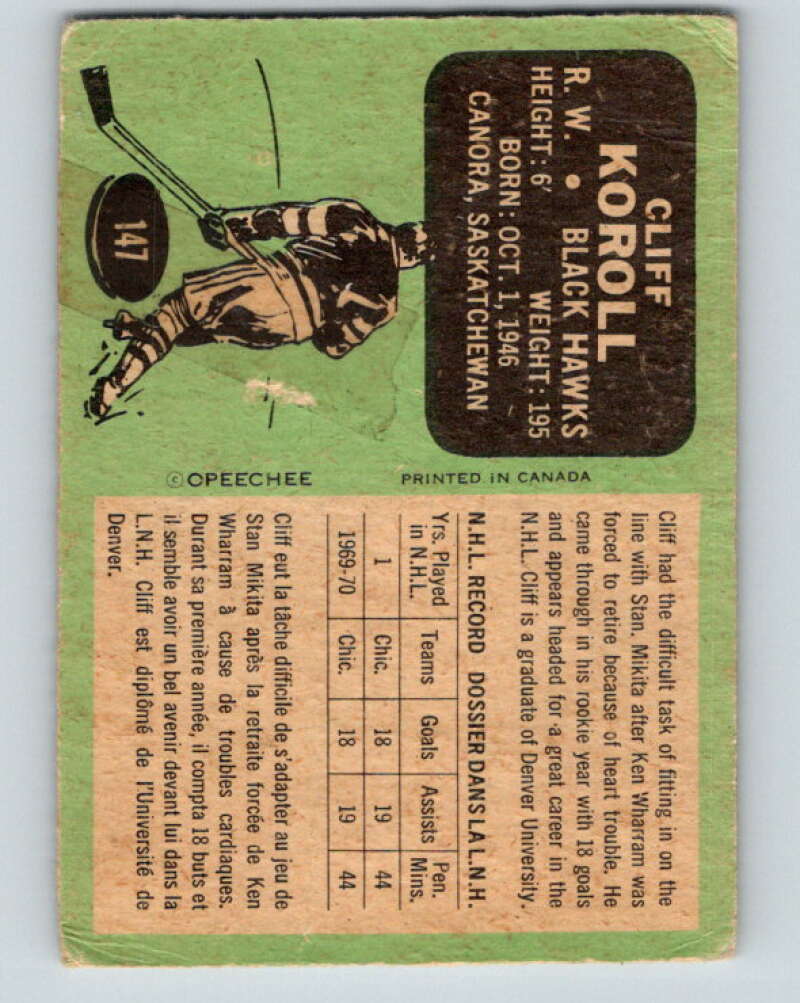 CLIFF
KOROLL
R. W. • BLACK HAWKS
HEIGHT: 6' WEIGHT: 195
BORN: OCT. 1, 1946
CANORA, SASKATCHEWAN
147
© OPEECHEE PRINTED IN CANADA
Cliff had the difficult task of fitting in on the
line with Stan. Mikita after Ken Wharram was
forced to retire because of heart trouble. He
came through in his rookie year with 18 goals
and appears headed for a great career in the
N.H.L. Cliff is a graduate of Denver University.
N.H.L. RECORD DOSSIER DANS LA L.N.H.
Yrs. Played Pen.
in N.H.L. Teams Goals Assists Mins.
1 Chic. 18 19 44
1969-70 Chic. 18 19 44
Cliff eut la tâche difficile de s'adapter au jeu de
Stan Mikita après la retraite forcée de Ken
Wharram à cause de troubles cardiaques.
Durant sa première année, il compta 18 buts et
il semble avoir un bel avenir devant lui dans la
L.N.H. Cliff est diplômé de l'Université de
Denver.